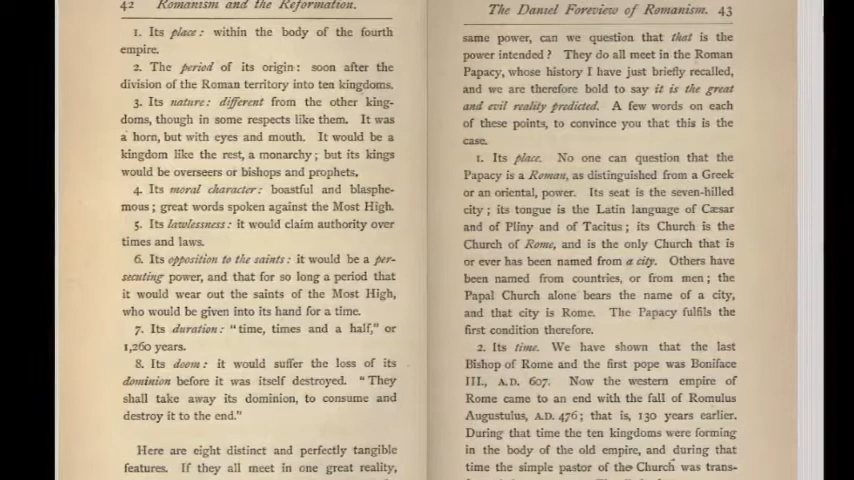 42 Romanism and the Reformation.
1. Its place: within the body of the fourth
empire.
2. The period of its origin: soon after the
division of the Roman territory into ten kingdoms.
3. Its nature: different from the other king-
doms, though in some respects like them. It was
a horn, but with eyes and mouth. It would be a
kingdom like the rest, a monarchy; but its kings
would be overseers or bishops and prophets.
4. Its moral character: boastful and blasphe-
mous; great words spoken against the Most High.
5. Its lawlessness: it would claim authority over
times and laws.
6. Its opposition to the saints: it would be a per-
secuting power, and that for so long a period that
it would wear out the saints of the Most High,
who would be given into its hand for a time.
7. Its duration: "time, times and a half," or
1,260 years.
8. Its doom: it would suffer the loss of its
dominion before it was itself destroyed. "They
shall take away its dominion, to consume and
destroy it to the end."
Here are eight distinct and perfectly tangible
features. If they all meet in one great reality,
The Daniel Foreview of Romanism. 43
same power, can we question that that is the
power intended? They do all meet in the Roman
Papacy, whose history I have just briefly recalled,
and we are therefore bold to say it is the great
and evil reality predicted. A few words on each
of these points, to convince you that this is the
case.
1. Its place. No one can question that the
Papacy is a Roman, as distinguished from a Greek
or an oriental, power. Its seat is the seven-hilled
city; its tongue is the Latin language of Cæsar
and of Pliny and of Tacitus; its Church is the
Church of Rome, and is the only Church that is
or ever has been named from a city. Others have
been named from countries, or from men; the
Papal Church alone bears the name of a city,
and that city is Rome. The Papacy fulfils the
first condition therefore.
2. Its time. We have shown that the last
Bishop of Rome and the first pope was Boniface
III., A.D. 607. Now the western empire of
Rome came to an end with the fall of Romulus
Augustulus, A.D. 476; that is, 130 years earlier.
During that time the ten kingdoms were forming
in the body of the old empire, and during that
time the simple pastor of the Church was trans-